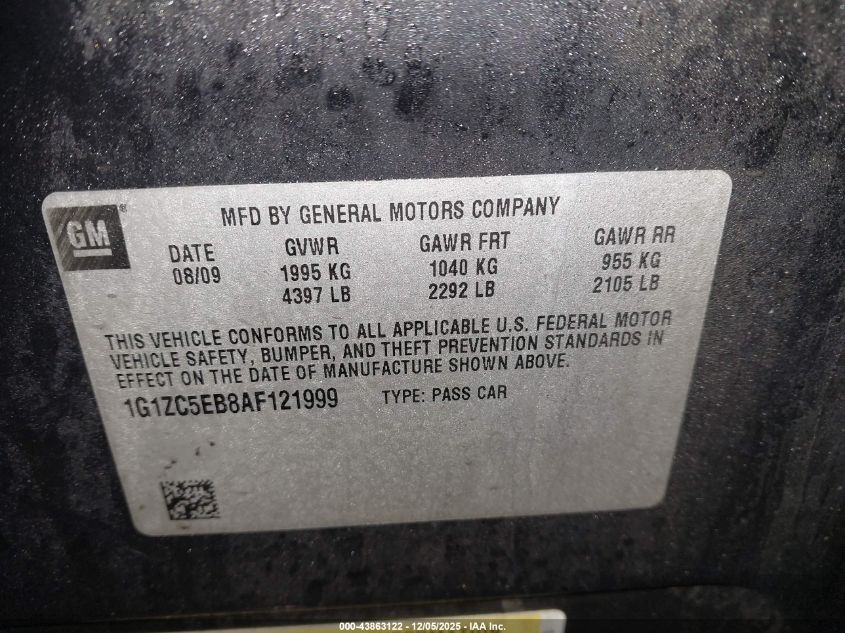 MFD BY GENERAL MOTORS COMPANY
GM®
DATE GVWR GAWR FRT GAWR RR
08/09 1995 KG 1040 KG 955 KG
4397 LB 2292 LB 2105 LB
THIS VEHICLE CONFORMS TO ALL APPLICABLE U.S. FEDERAL MOTOR
VEHICLE SAFETY, BUMPER, AND THEFT PREVENTION STANDARDS IN
EFFECT ON THE DATE OF MANUFACTURE SHOWN ABOVE.
1G1ZC5EB8AF121999 TYPE: PASS CAR
000-43863122 - 12/05/2025 - IAA Inc.